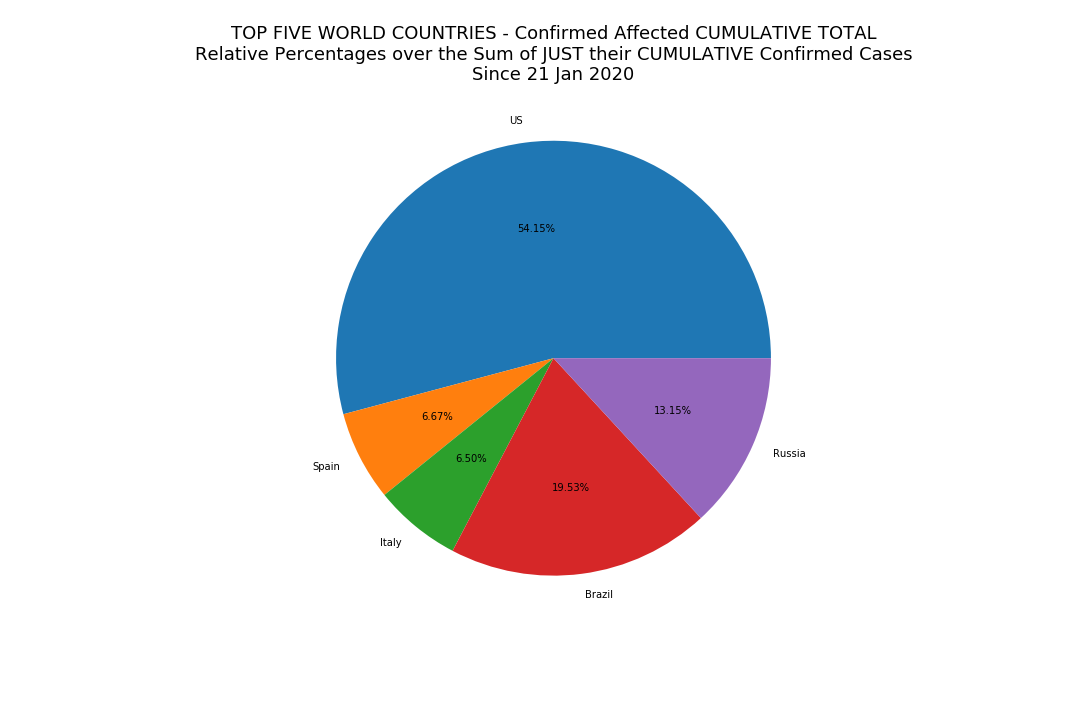 TOP FIVE WORLD COUNTRIES - Confirmed Affected CUMULATIVE TOTAL
Relative Percentages over the Sum of JUST their CUMULATIVE Confirmed Cases
Since 21 Jan 2020
US
54.15%
6.67%
13.15%
Spain
6.50%
Russia
19.53%
Italy
Brazil